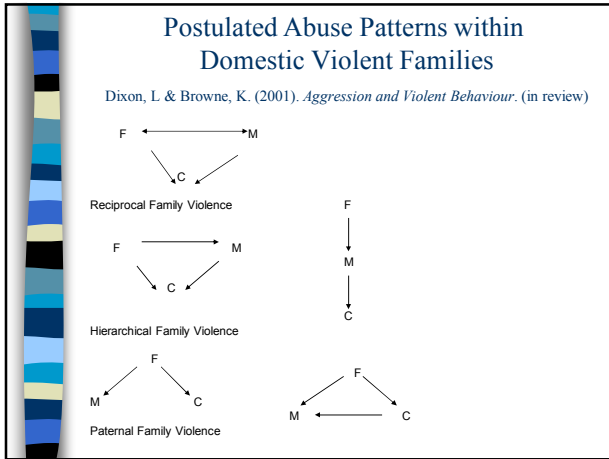 Postulated Abuse Patterns within
Domestic Violent Families
Dixon, L & Browne, K. (2001). Aggression and Violent Behaviour. (in review)
F M
C
Reciprocal Family Violence
F M
C
Hierarchical Family Violence
F
M
C
F
M C
Paternal Family Violence
F
M C